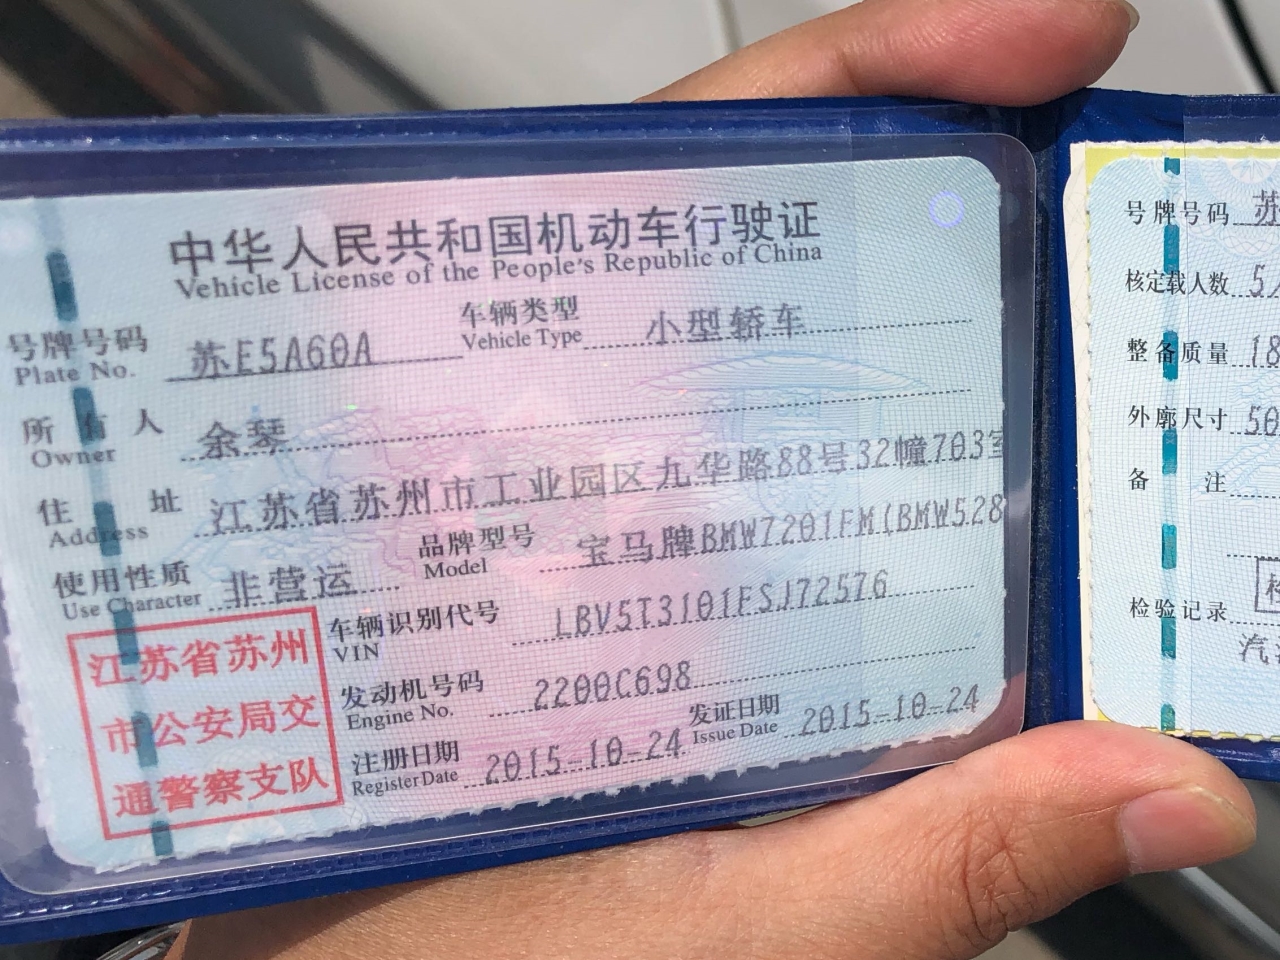 中华人民共和国机动车行驶证
Vehicle License of the People's Republic of China
号牌号码 苏E5A60A 车辆类型 小型轿车
Plate No. Vehicle Type
所有人 余琴
Owner
住址 江苏省苏州市工业园区九华路88号32幢703室
Address
品牌型号 宝马牌BMW7201FM(BMW528
Model
使用性质 非营运
Use Character
车辆识别代号 LBV5T3101FSJ72576
VIN
发动机号码 2200C698
Engine No.
注册日期 2015-10-24 发证日期 2015-10-24
Register Date Issue Date
江苏省苏州
市公安局交
通警察支队
号牌号码 苏
核定载人数 5
整备质量 18
外廓尺寸 50
备注
检验记录